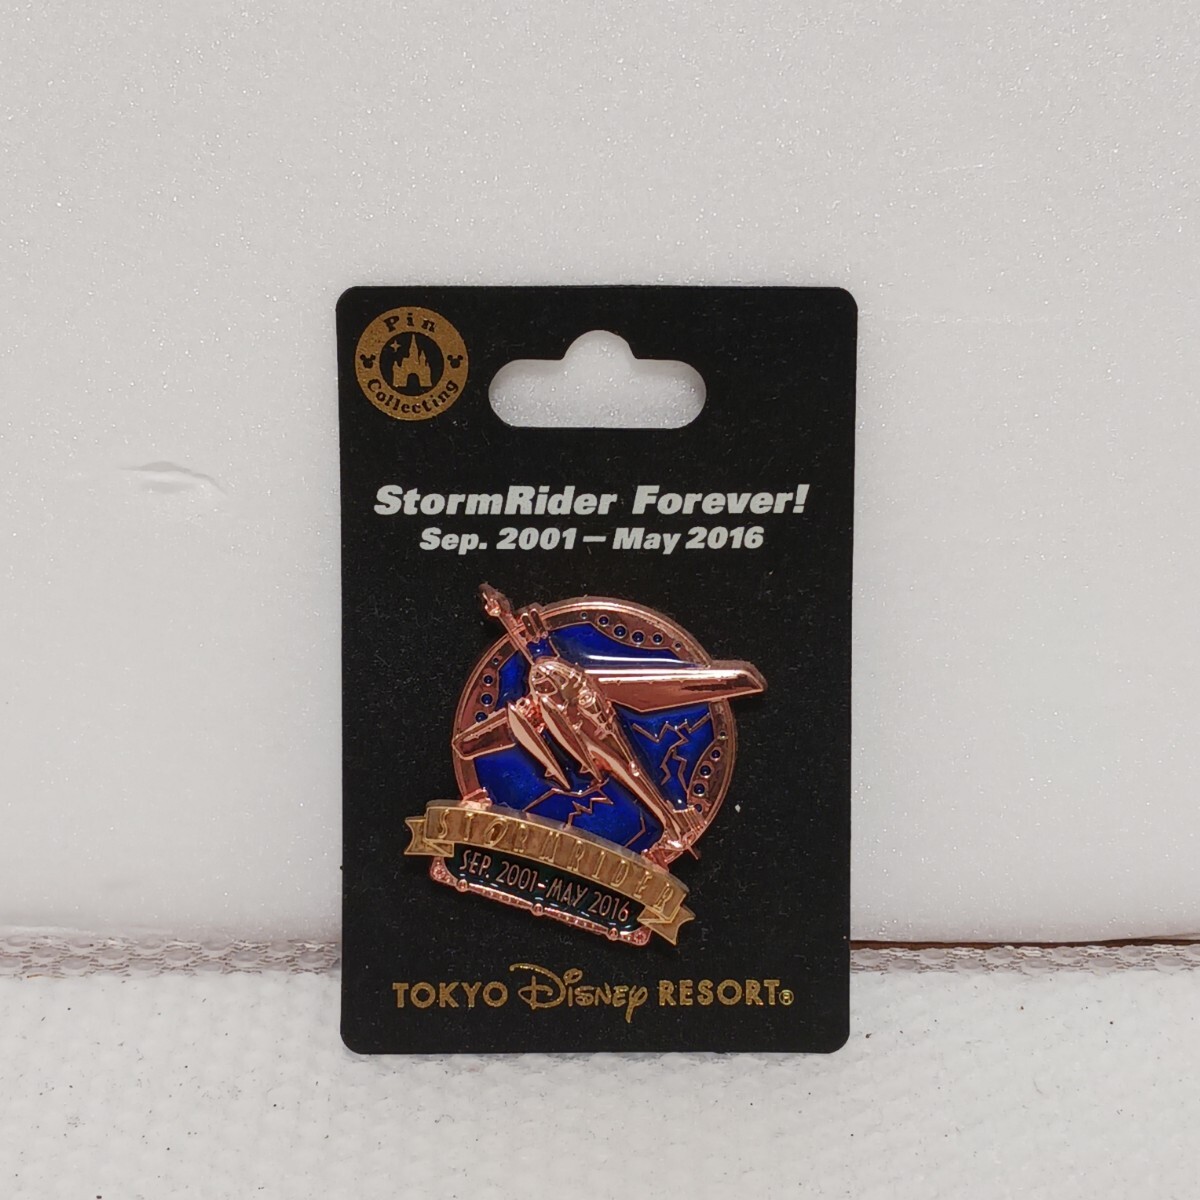 Pin
Collecting
StormRider Forever!
Sep. 2001－May 2016
STORMRIDER
SEP. 2001–MAY 2016
TOKYO Disney RESORT®